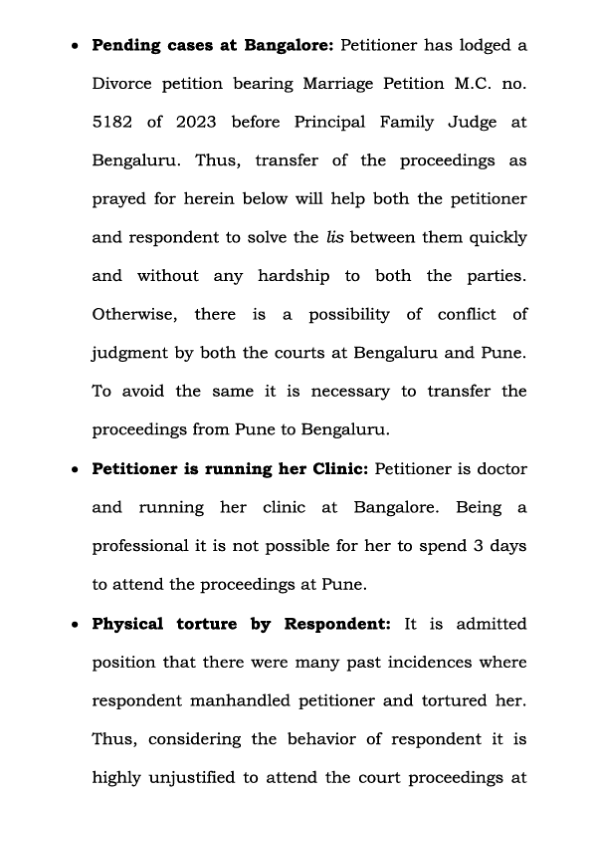 • Pending cases at Bangalore: Petitioner has lodged a
Divorce petition bearing Marriage Petition M.C. no.
5182 of 2023 before Principal Family Judge at
Bengaluru. Thus, transfer of the proceedings as
prayed for herein below will help both the petitioner
and respondent to solve the lis between them quickly
and without any hardship to both the parties.
Otherwise, there is a possibility of conflict of
judgment by both the courts at Bengaluru and Pune.
To avoid the same it is necessary to transfer the
proceedings from Pune to Bengaluru.
• Petitioner is running her Clinic: Petitioner is doctor
and running her clinic at Bangalore. Being a
professional it is not possible for her to spend 3 days
to attend the proceedings at Pune.
• Physical torture by Respondent: It is admitted
position that there were many past incidences where
respondent manhandled petitioner and tortured her.
Thus, considering the behavior of respondent it is
highly unjustified to attend the court proceedings at